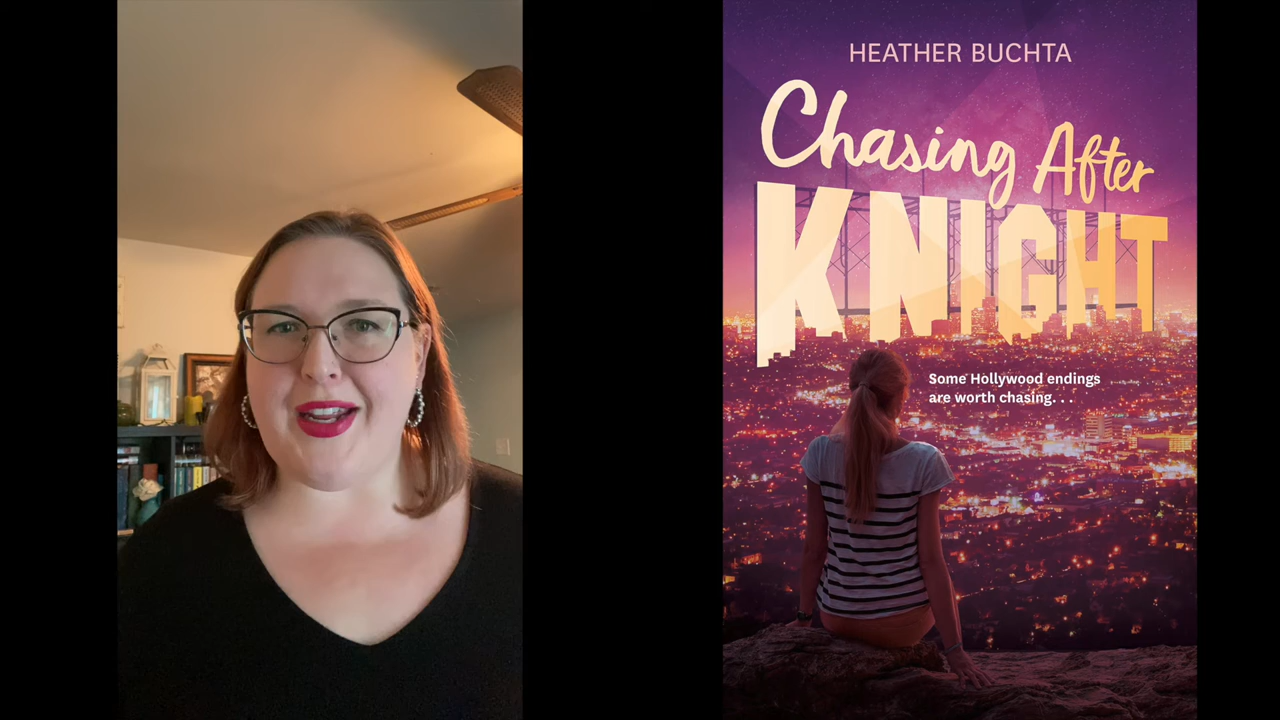 HEATHER BUCHTA
Chasing After
KNIGHT
Some Hollywood endings
are worth chasing. . .